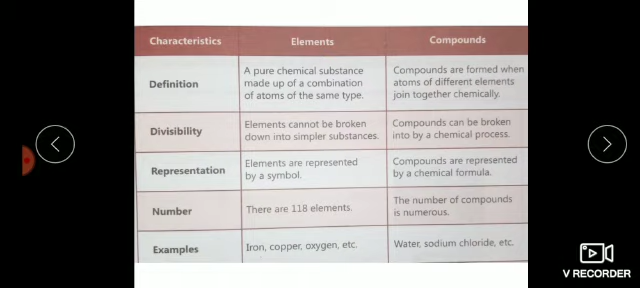 Characteristics
Elements
Compounds
Definition
A pure chemical substance
made up of a combination
of atoms of the same type.
Compounds are formed when
atoms of different elements
join together chemically.
Divisibility
Elements cannot be broken
down into simpler substances.
Compounds can be broken
into by a chemical process.
Representation
Elements are represented
by a symbol.
Compounds are represented
by a chemical formula.
Number
There are 118 elements.
The number of compounds
is numerous.
Examples
Iron, copper, oxygen, etc.
Water, sodium chloride, etc.
V RECORDER